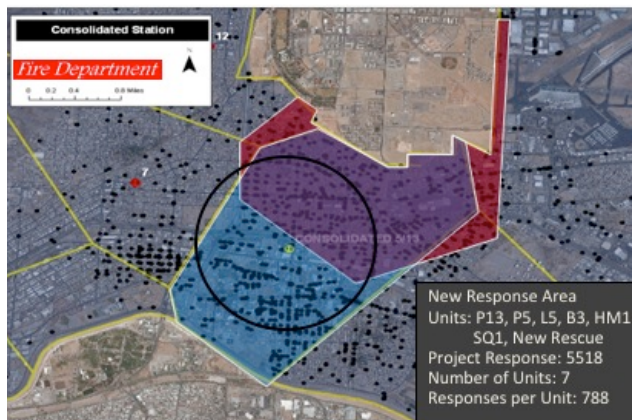 Consolidated Station
Fire Department
N
0 0.2 0.4 0.8 Miles
12
7
CONSOLIDATED 5/13
New Response Area
Units: P13, P5, L5, B3, HM1
SQ1, New Rescue
Project Response: 5518
Number of Units: 7
Responses per Unit: 788